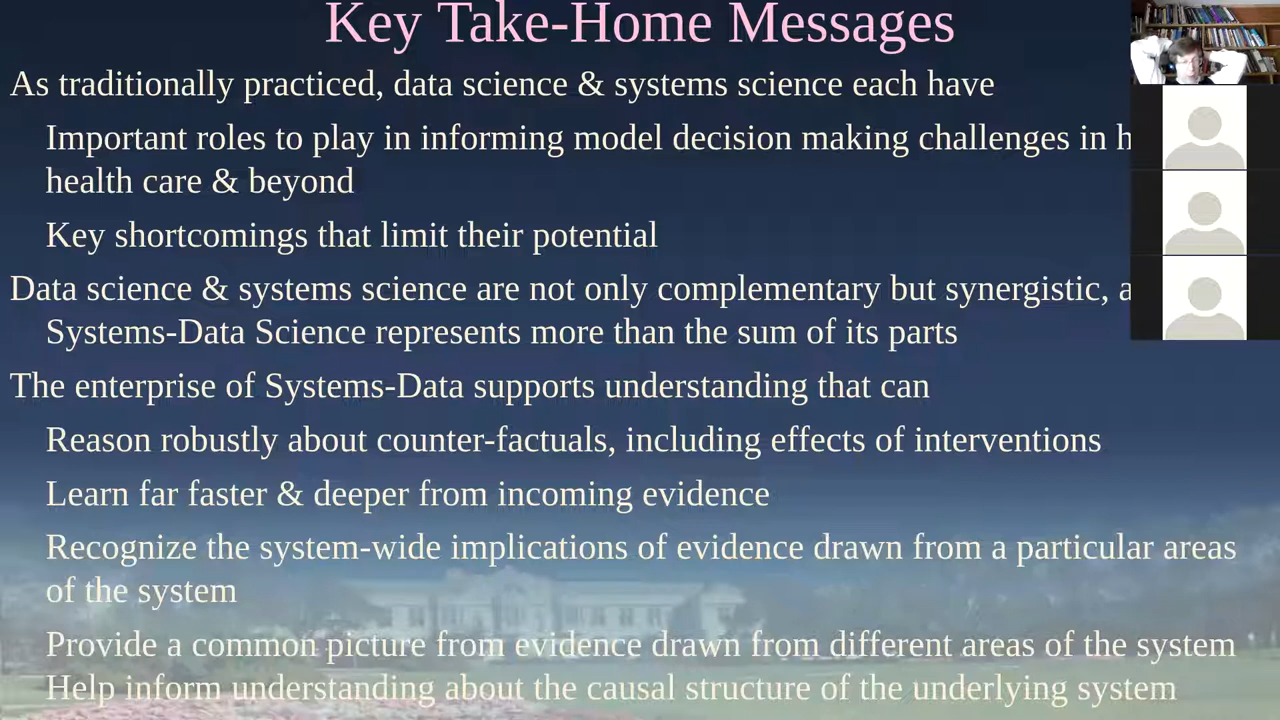 Key Take-Home Messages
As traditionally practiced, data science & systems science each have
Important roles to play in informing model decision making challenges in
health care & beyond
Key shortcomings that limit their potential
Data science & systems science are not only complementary but synergistic,
Systems-Data Science represents more than the sum of its parts
The enterprise of Systems-Data supports understanding that can
Reason robustly about counter-factuals, including effects of interventions
Learn far faster & deeper from incoming evidence
Recognize the system-wide implications of evidence drawn from a particular areas
of the system
Provide a common picture from evidence drawn from different areas of the system
Help inform understanding about the causal structure of the underlying system